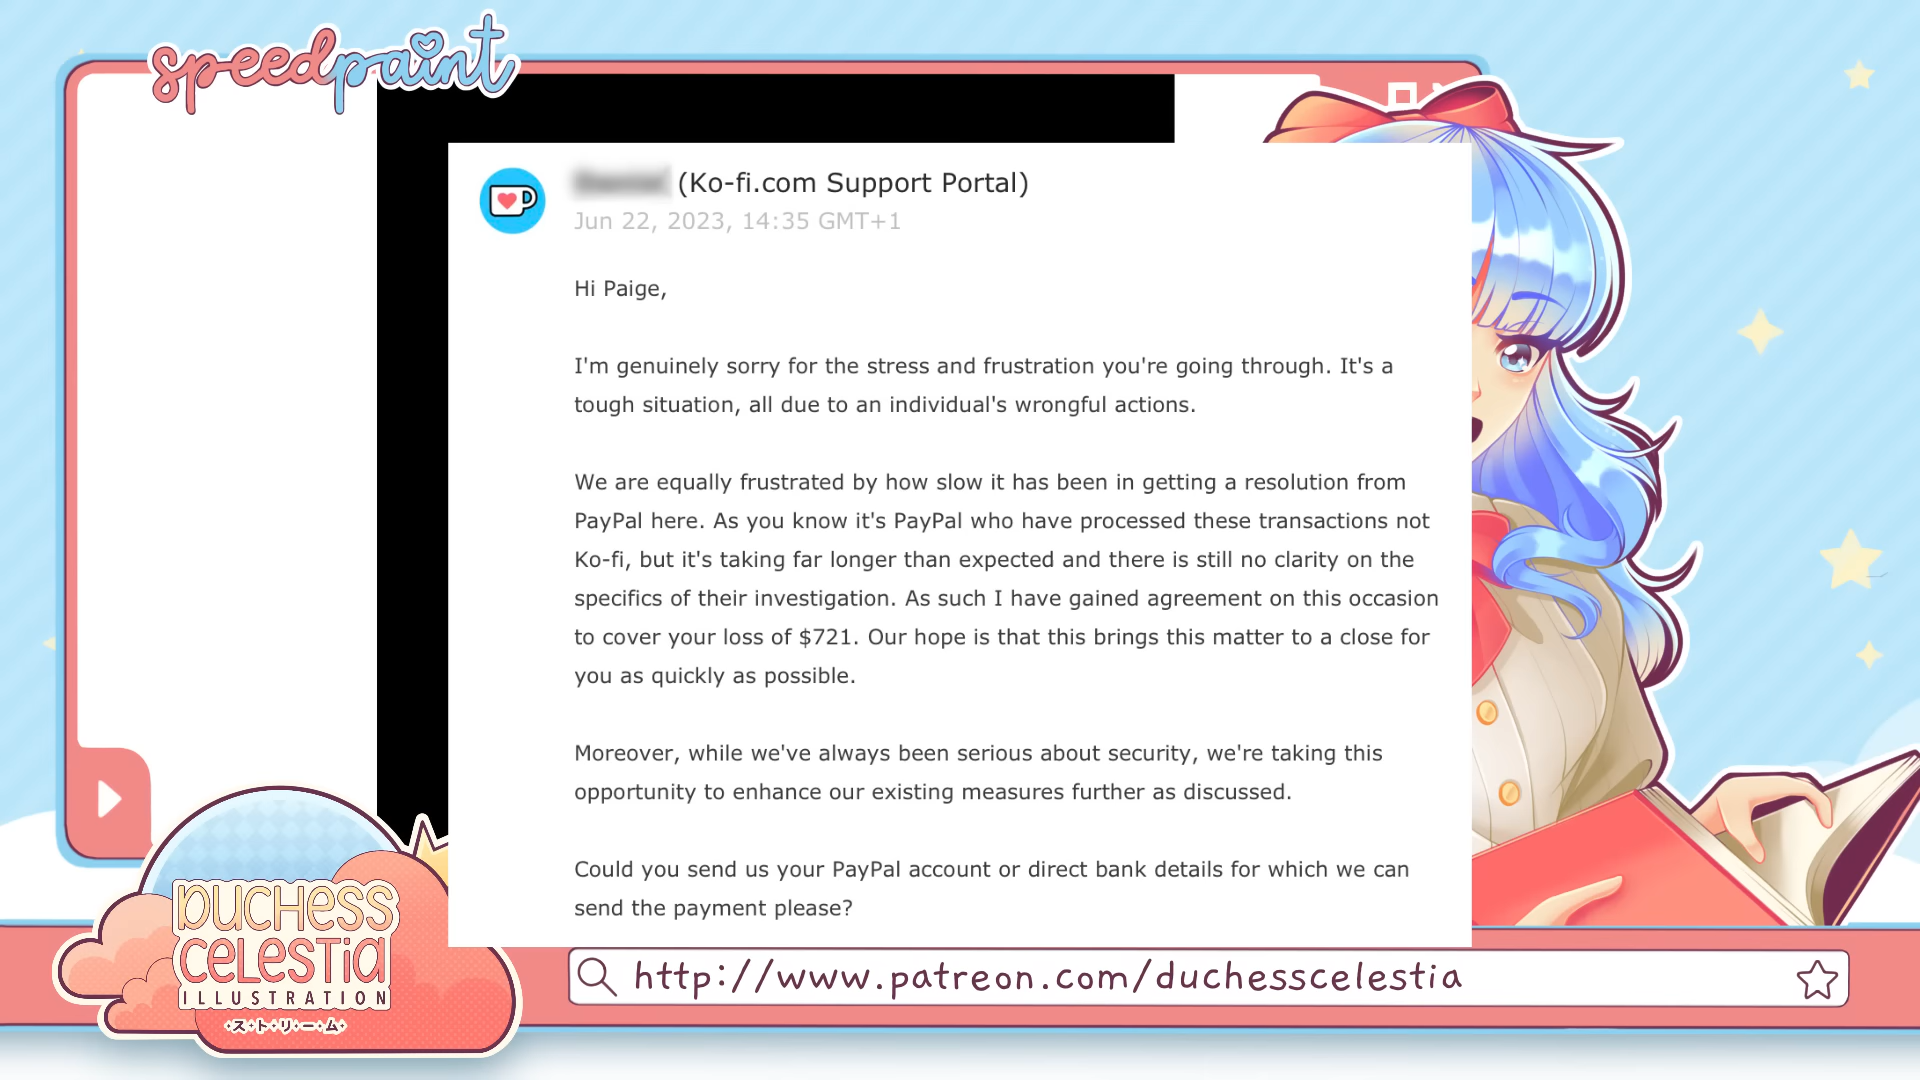 speedpaint
(Ko-fi.com Support Portal)
Jun 22, 2023, 14:35 GMT+1
Hi Paige,
I'm genuinely sorry for the stress and frustration you're going through. It's a
tough situation, all due to an individual's wrongful actions.
We are equally frustrated by how slow it has been in getting a resolution from
PayPal here. As you know it's PayPal who have processed these transactions not
Ko-fi, but it's taking far longer than expected and there is still no clarity on the
specifics of their investigation. As such I have gained agreement on this occasion
to cover your loss of $721. Our hope is that this brings this matter to a close for
you as quickly as possible.
Moreover, while we've always been serious about security, we're taking this
opportunity to enhance our existing measures further as discussed.
Could you send us your PayPal account or direct bank details for which we can
send the payment please?
DUCHESS
CELESTIA
ILLUSTRATION
・ス・ト・リ・ー・ム・
http://www.patreon.com/duchesscelestia